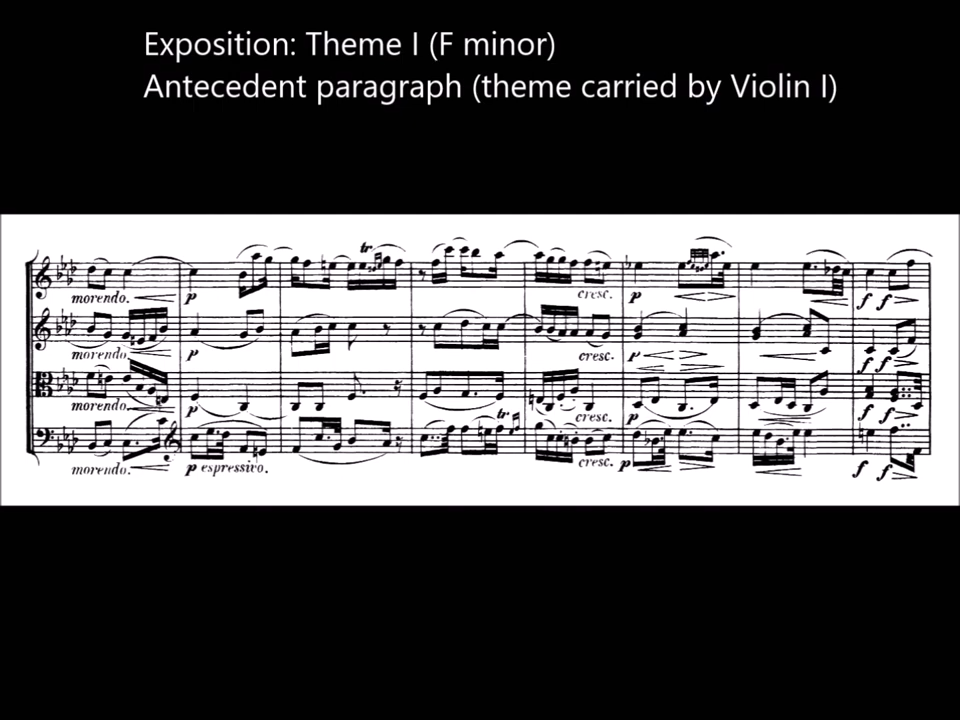 Exposition: Theme I (F minor)
Antecedent paragraph (theme carried by Violin I)
tr
morendo. p cresc. p f f
morendo. p cresc. p f f
morendo. p cresc. p f f
tr
morendo. p espressivo. cresc. p f f